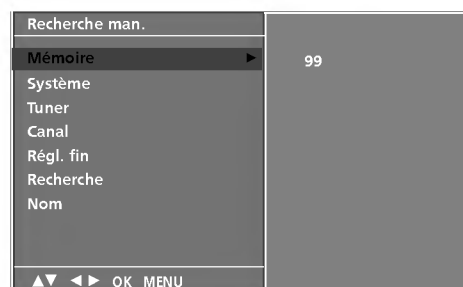 Recherche man.
Mémoire ► 99
Système
Tuner
Canal
Régl. fin
Recherche
Nom
▲▼ ◄► OK MENU